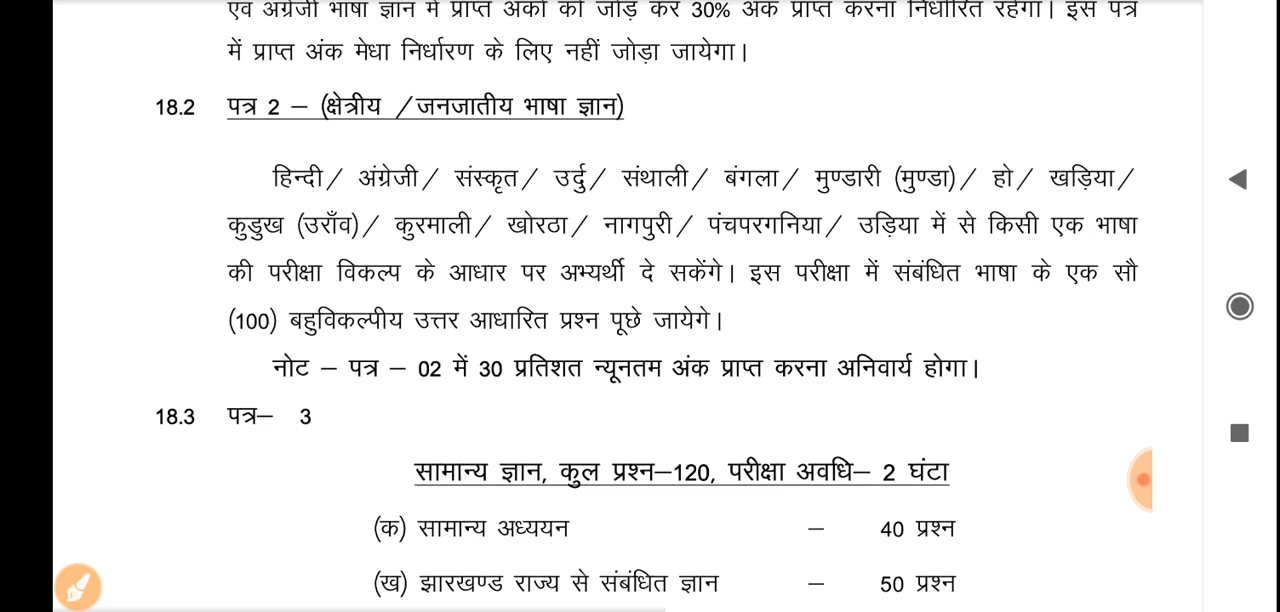 एवं अंग्रेजी भाषा ज्ञान में प्राप्त अंकों को जोड़ कर 30% अंक प्राप्त करना निर्धारित रहेगा। इस पत्र
में प्राप्त अंक मेधा निर्धारण के लिए नहीं जोड़ा जायेगा।
18.2 पत्र 2 – (क्षेत्रीय /जनजातीय भाषा ज्ञान)
हिन्दी/ अंग्रेजी/ संस्कृत/ उर्दु/ संथाली/ बंगला/ मुण्डारी (मुण्डा)/ हो/ खड़िया/
कुडुख (उराँव)/ कुरमाली/ खोरठा/ नागपुरी/ पंचपरगनिया/ उड़िया में से किसी एक भाषा
की परीक्षा विकल्प के आधार पर अभ्यर्थी दे सकेंगे। इस परीक्षा में संबंधित भाषा के एक सौ
(100) बहुविकल्पीय उत्तर आधारित प्रश्न पूछे जायेगे।
नोट – पत्र – 02 में 30 प्रतिशत न्यूनतम अंक प्राप्त करना अनिवार्य होगा।
18.3 पत्र– 3
सामान्य ज्ञान, कुल प्रश्न–120, परीक्षा अवधि– 2 घंटा
(क) सामान्य अध्ययन – 40 प्रश्न
(ख) झारखण्ड राज्य से संबंधित ज्ञान – 50 प्रश्न